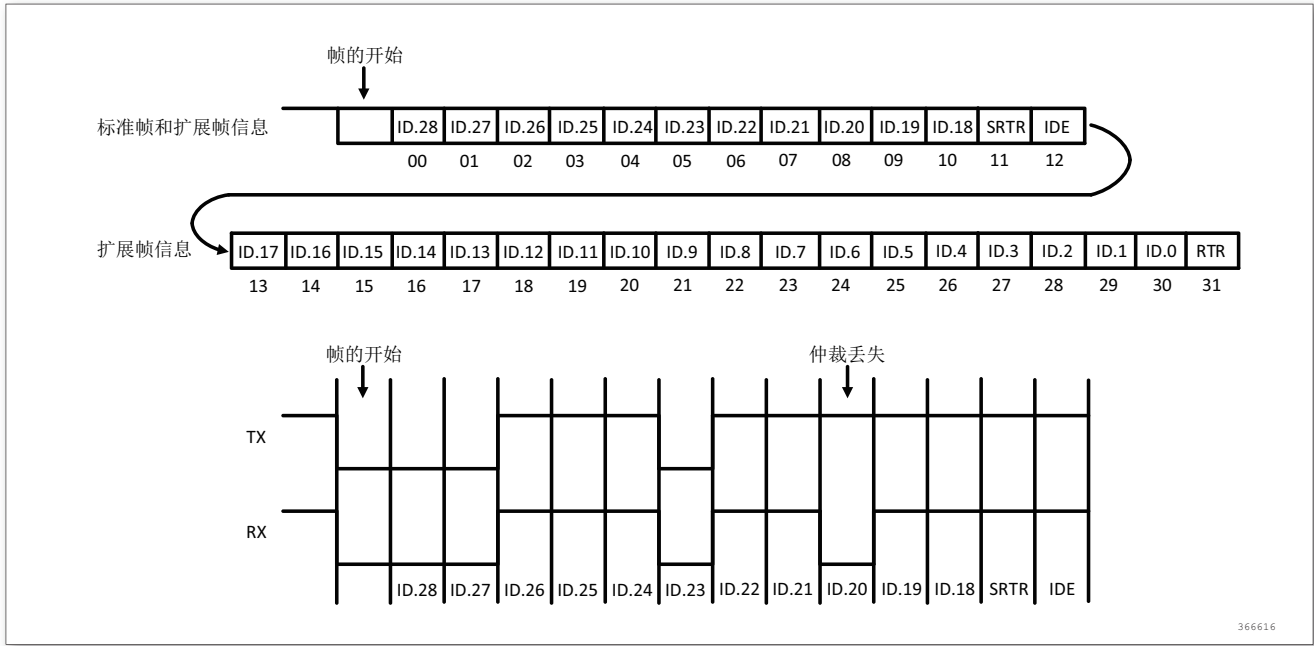 帧的开始
标准帧和扩展帧信息 ID.28 ID.27 ID.26 ID.25 ID.24 ID.23 ID.22 ID.21 ID.20 ID.19 ID.18 SRTR IDE
00 01 02 03 04 05 06 07 08 09 10 11 12
扩展帧信息 ID.17 ID.16 ID.15 ID.14 ID.13 ID.12 ID.11 ID.10 ID.9 ID.8 ID.7 ID.6 ID.5 ID.4 ID.3 ID.2 ID.1 ID.0 RTR
13 14 15 16 17 18 19 20 21 22 23 24 25 26 27 28 29 30 31
帧的开始 仲裁丢失
TX
RX
ID.28 ID.27 ID.26 ID.25 ID.24 ID.23 ID.22 ID.21 ID.20 ID.19 ID.18 SRTR IDE
366616